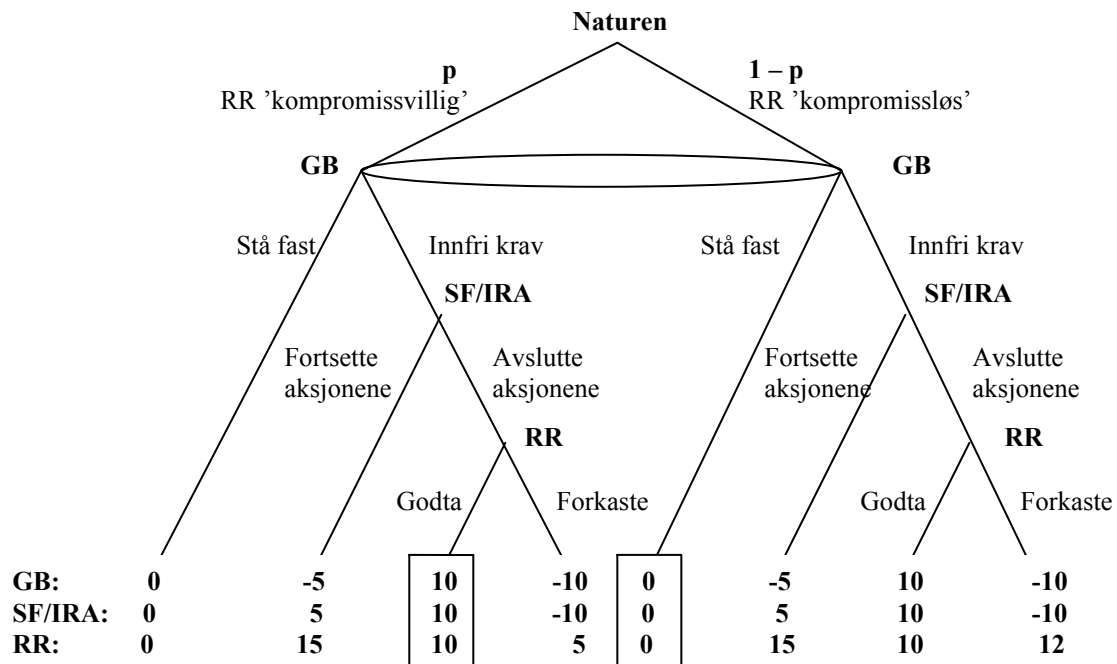 Naturen
p 1 – p
RR 'kompromissvillig' RR 'kompromissløs'
GB GB
Stå fast Innfri krav Stå fast Innfri krav
SF/IRA SF/IRA
Fortsette Avslutte Fortsette Avslutte
aksjonene aksjonene aksjonene aksjonene
RR RR
Godta Forkaste Godta Forkaste
GB: 0 -5 10 -10 0 -5 10 -10
SF/IRA: 0 5 10 -10 0 5 10 -10
RR: 0 15 10 5 0 15 10 12